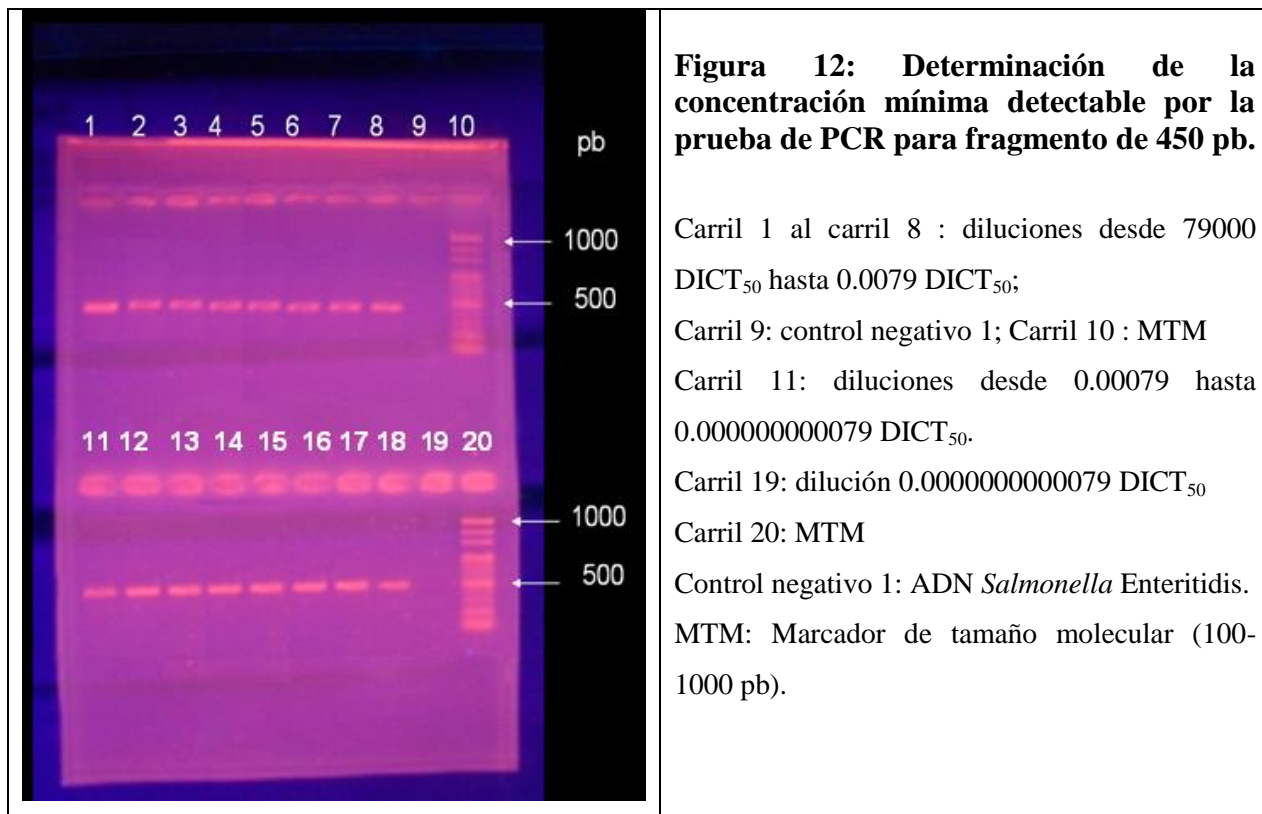 1 2 3 4 5 6 7 8 9 10
pb
1000
500
11 12 13 14 15 16 17 18 19 20
1000
500
Figura 12: Determinación de la
concentración mínima detectable por la
prueba de PCR para fragmento de 450 pb.
Carril 1 al carril 8 : diluciones desde 79000
DICT₅₀ hasta 0.0079 DICT₅₀;
Carril 9: control negativo 1; Carril 10 : MTM
Carril 11: diluciones desde 0.00079 hasta
0.000000000079 DICT₅₀.
Carril 19: dilución 0.0000000000079 DICT₅₀
Carril 20: MTM
Control negativo 1: ADN Salmonella Enteritidis.
MTM: Marcador de tamaño molecular (100-
1000 pb).